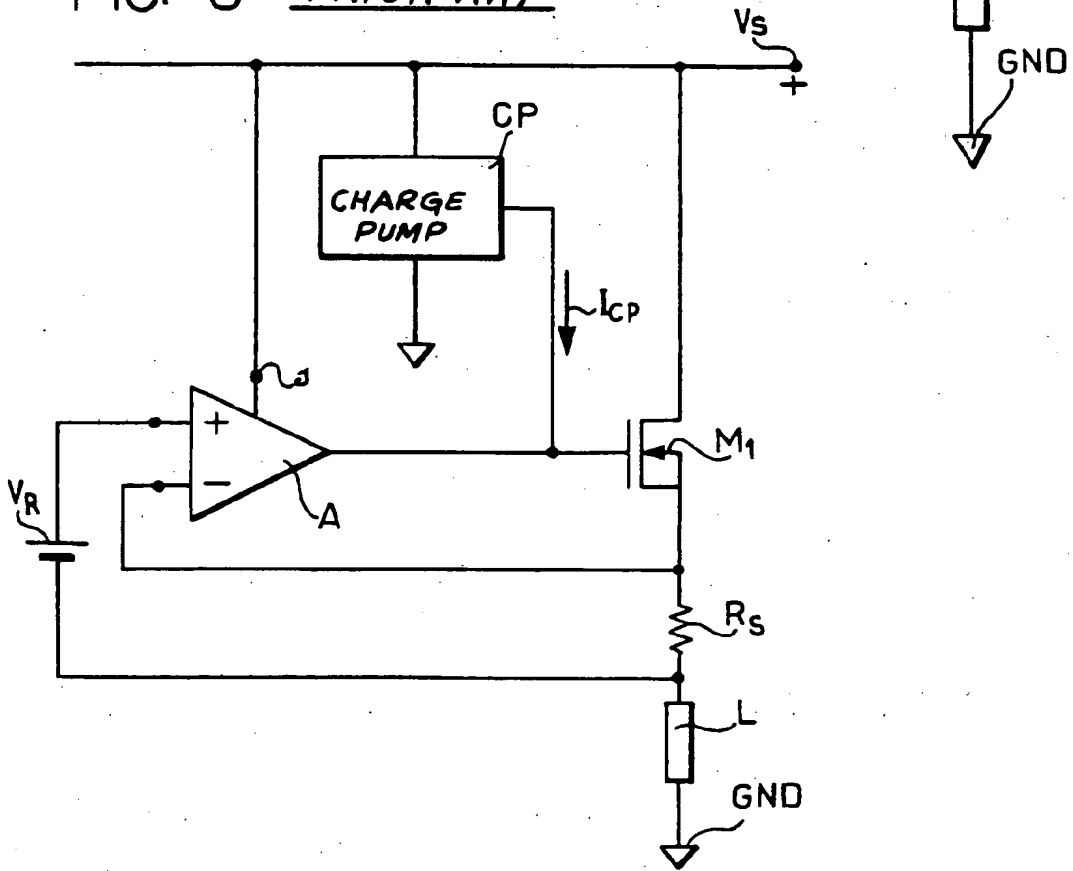 Vs
+
GND
CP
CHARGE
PUMP
ICP
+
M1
−
VR
A
RS
L
GND